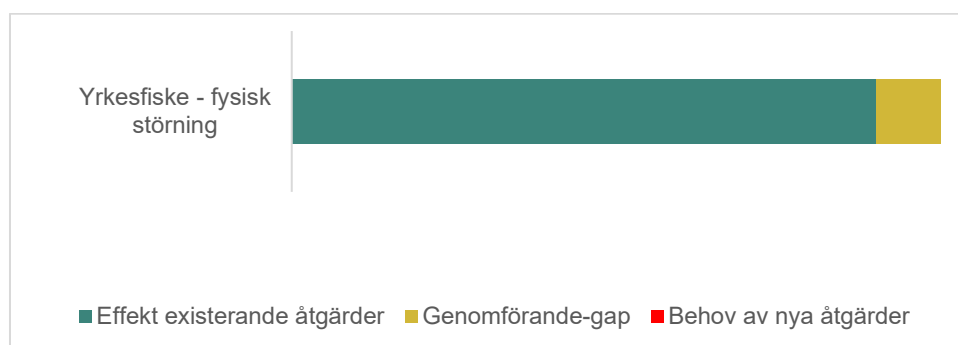 Yrkesfiske - fysisk
störning
Effekt existerande åtgärder Genomförande-gap Behov av nya åtgärder